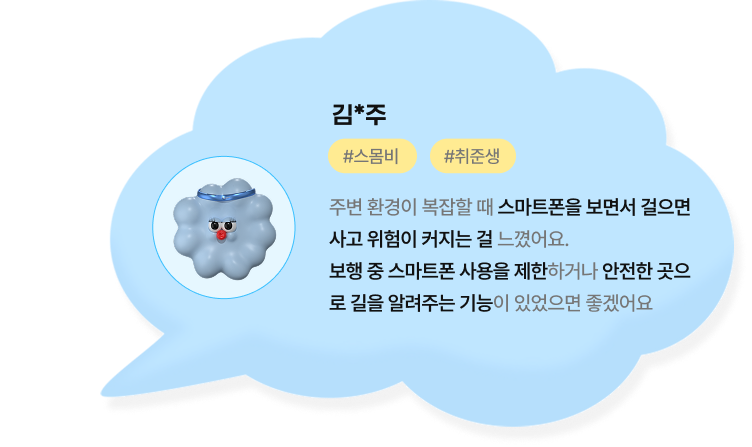 김*주
#스몸비 #취준생
주변 환경이 복잡할 때 스마트폰을 보면서 걸으면
사고 위험이 커지는 걸 느꼈어요.
보행 중 스마트폰 사용을 제한하거나 안전한 곳으
로 길을 알려주는 기능이 있었으면 좋겠어요